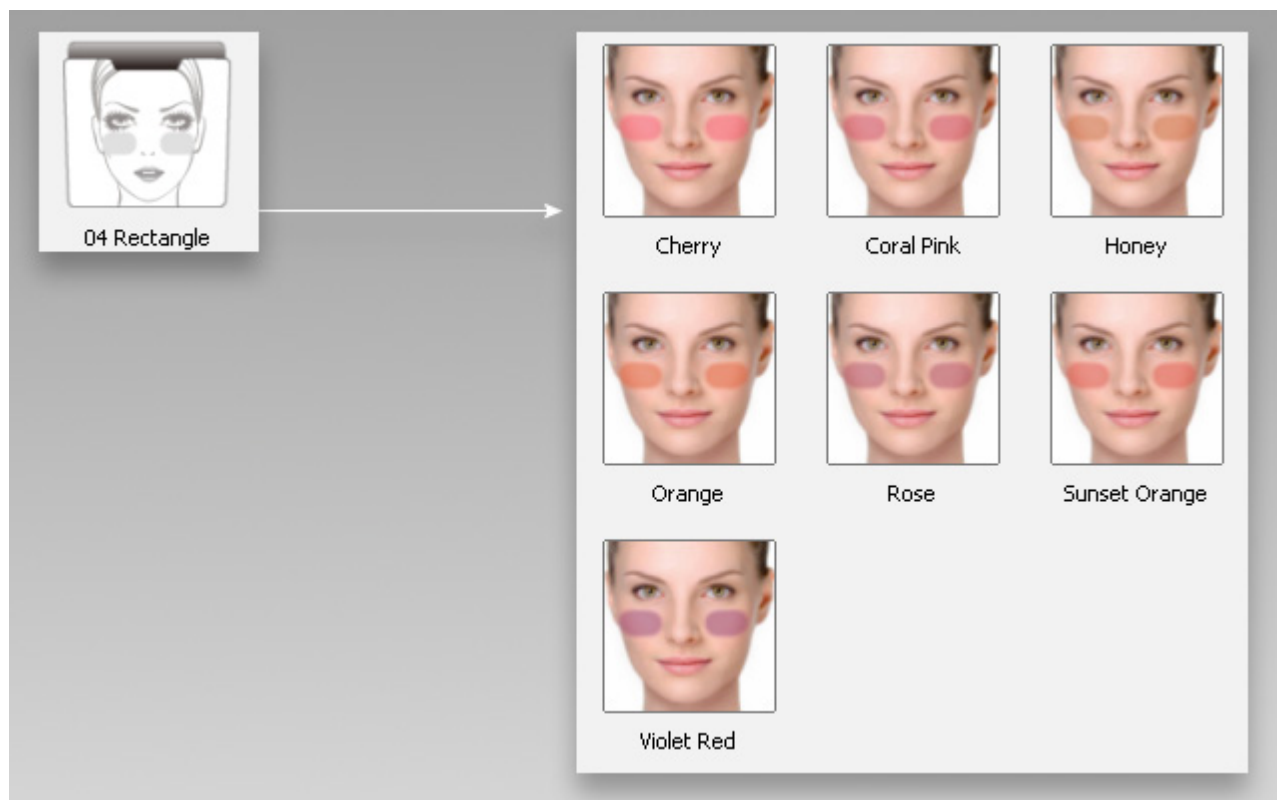 04 Rectangle
Cherry
Coral Pink
Honey
Orange
Rose
Sunset Orange
Violet Red